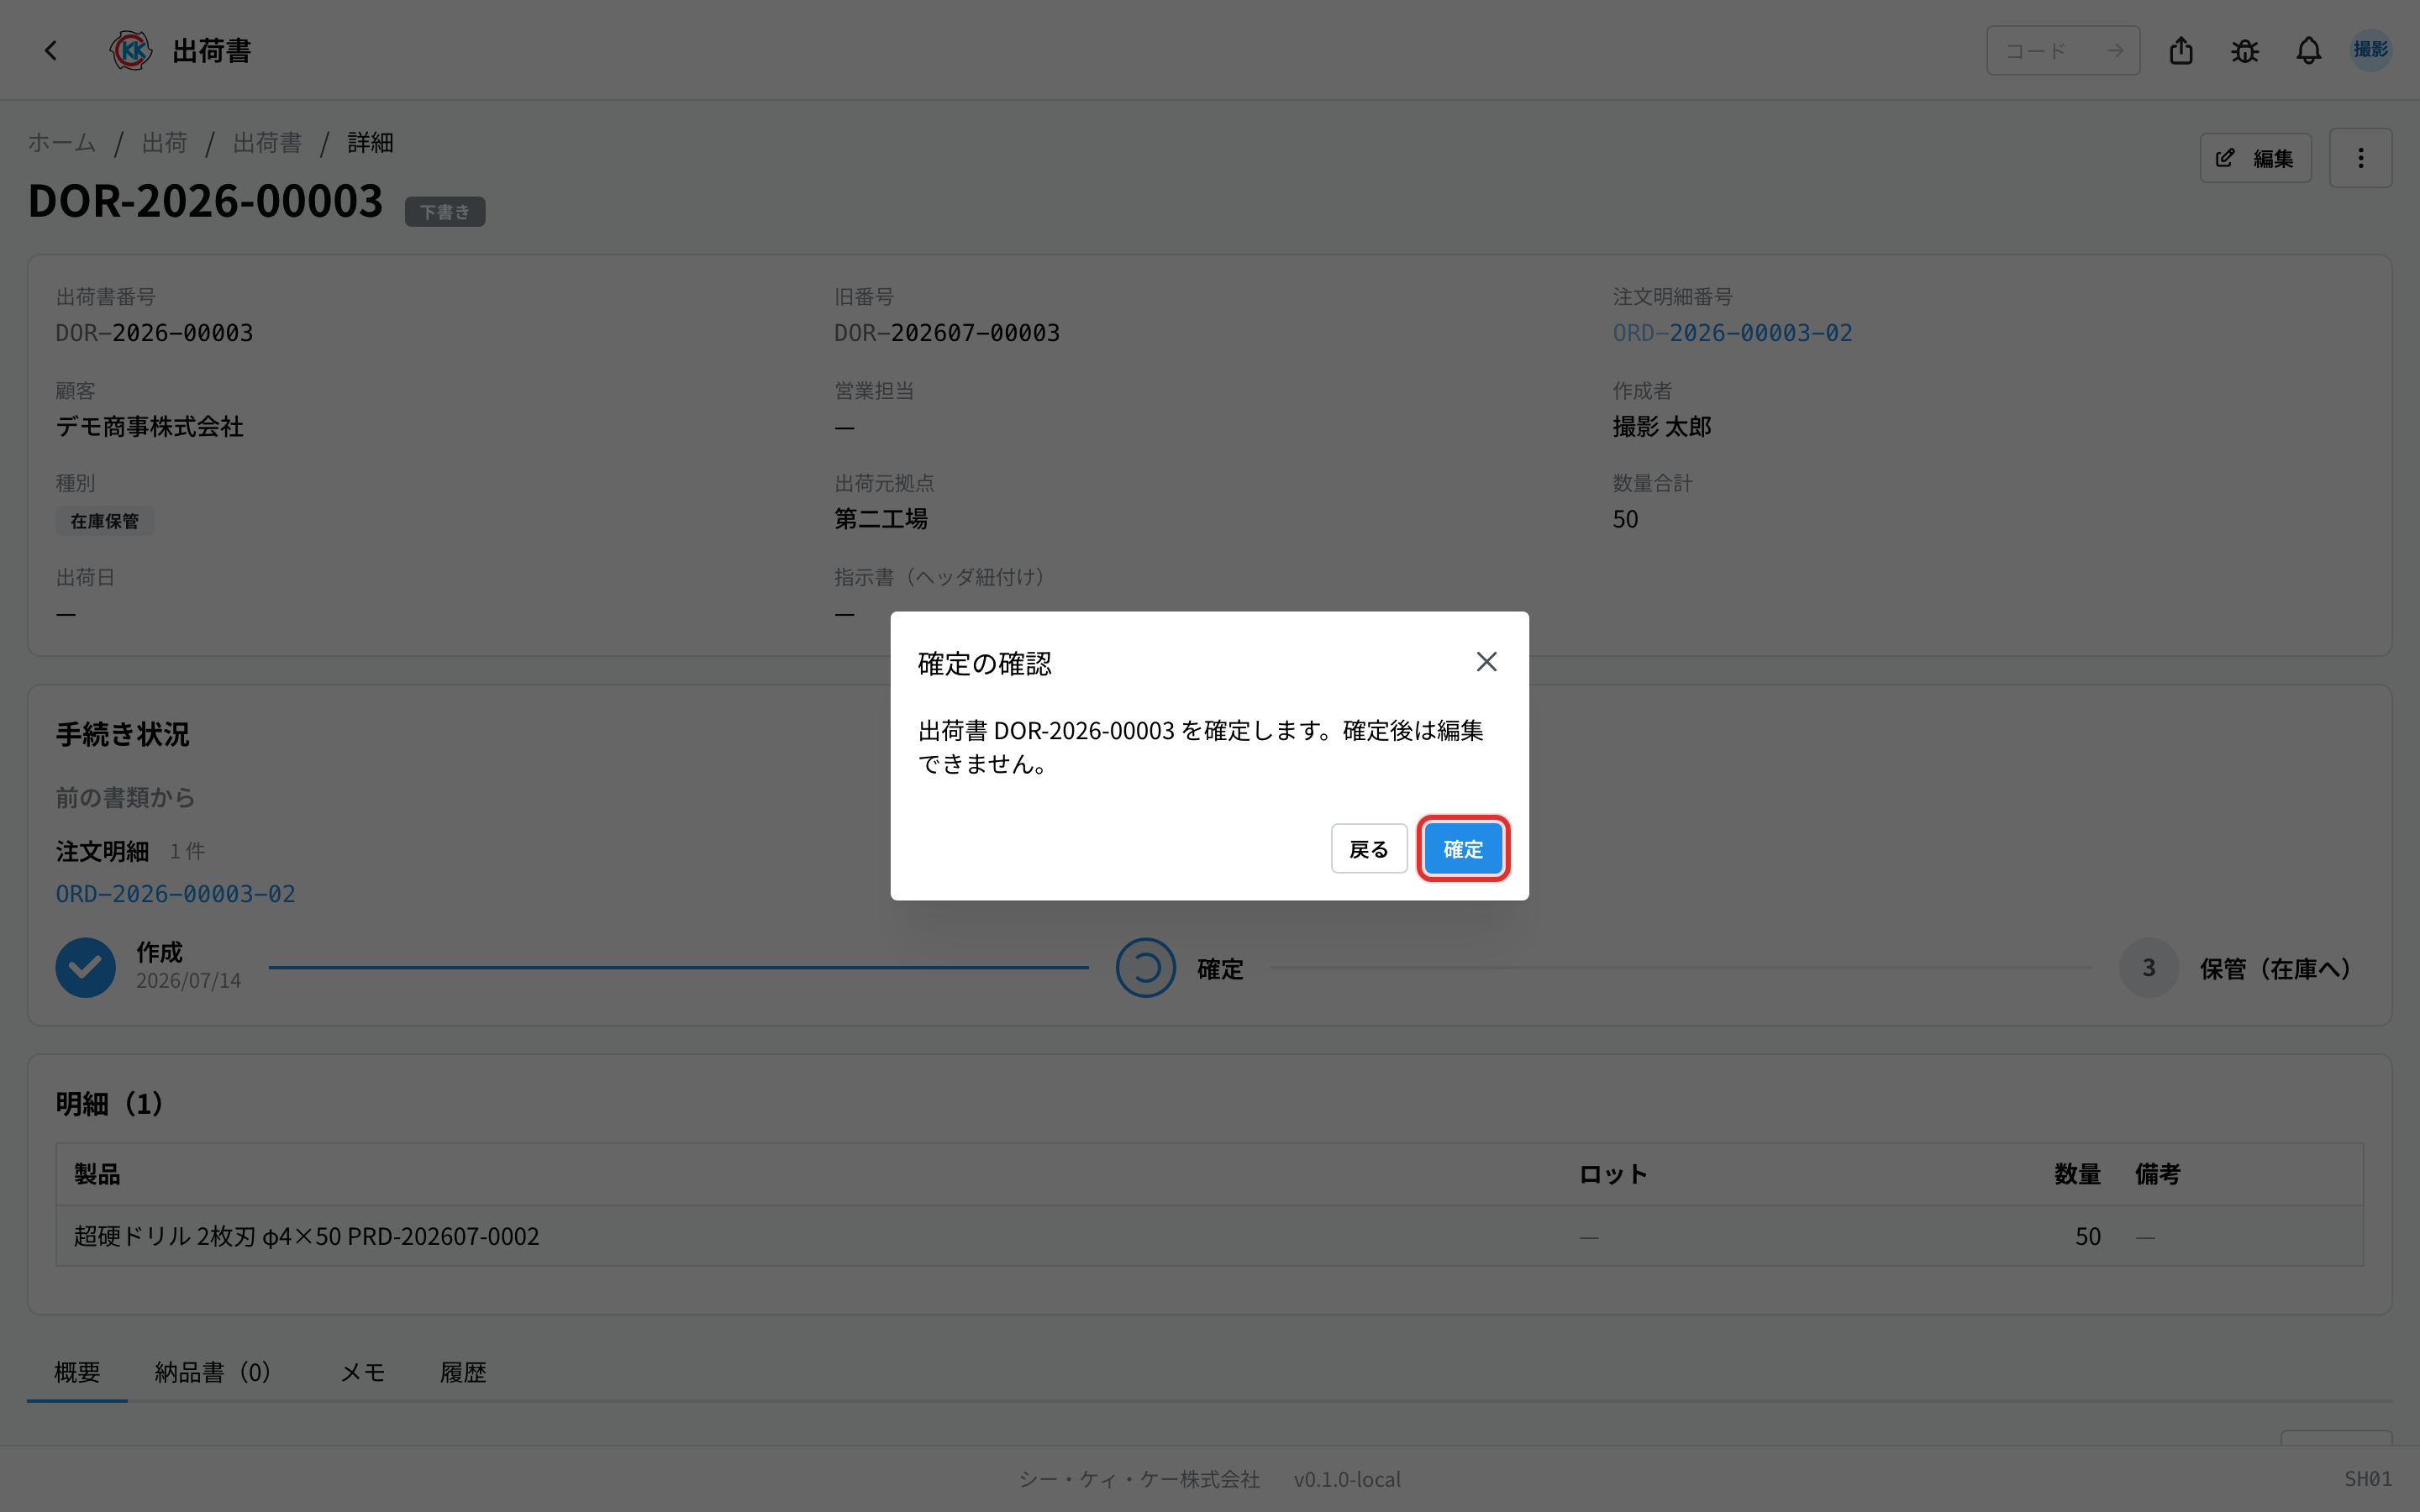 KK 出荷書
コード
撮影
ホーム / 出荷 / 出荷書 / 詳細
編集
DOR-2026-00003 下書き
出荷書番号 旧番号 注文明細番号
DOR-2026-00003 DOR-202607-00003 ORD-2026-00003-02
顧客 営業担当 作成者
デモ商事株式会社 — 撮影 太郎
種別 出荷元拠点 数量合計
在庫保管 第二工場 50
出荷日 指示書（ヘッダ紐付け）
— —
確定の確認
出荷書 DOR-2026-00003 を確定します。確定後は編集
できません。
戻る 確定
手続き状況
前の書類から
注文明細 1 件
ORD-2026-00003-02
作成
2026/07/14
確定
3 保管（在庫へ）
明細（1）
製品 ロット 数量 備考
超硬ドリル 2枚刃 φ4×50 PRD-202607-0002 — 50 —
概要 納品書（0） メモ 履歴
シー・ケィ・ケー株式会社 v0.1.0-local
SH01